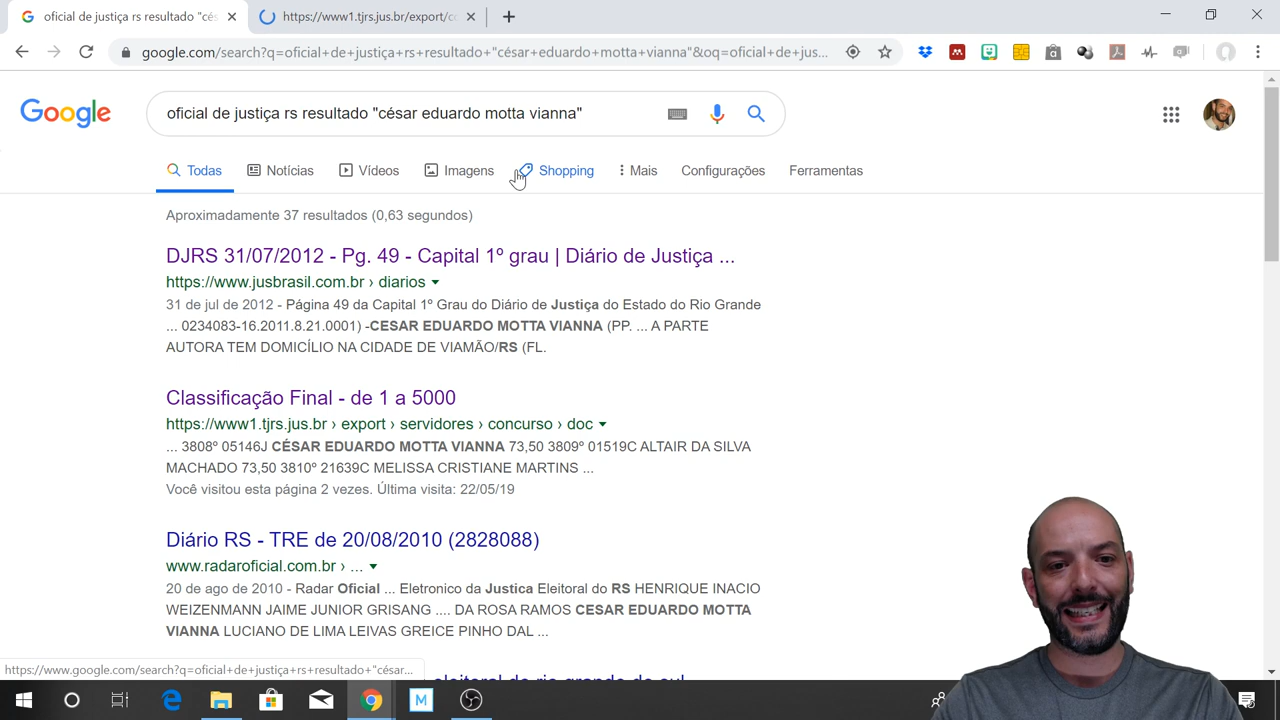 oficial de justiça rs resultado "cés
https://www1.tjrs.jus.br/export/cc
google.com/search?q=oficial+de+justiça+rs+resultado+"césar+eduardo+motta+vianna"&oq=oficial+de+jus...
Google
oficial de justiça rs resultado "césar eduardo motta vianna"
Todas Notícias Vídeos Imagens Shopping Mais Configurações Ferramentas
Aproximadamente 37 resultados (0,63 segundos)
DJRS 31/07/2012 - Pg. 49 - Capital 1º grau | Diário de Justiça ...
https://www.jusbrasil.com.br › diarios
31 de jul de 2012 - Página 49 da Capital 1º Grau do Diário de Justiça do Estado do Rio Grande
... 0234083-16.2011.8.21.0001) -CESAR EDUARDO MOTTA VIANNA (PP. ... A PARTE
AUTORA TEM DOMICÍLIO NA CIDADE DE VIAMÃO/RS (FL.
Classificação Final - de 1 a 5000
https://www1.tjrs.jus.br › export › servidores › concurso › doc
... 3808º 05146J CÉSAR EDUARDO MOTTA VIANNA 73,50 3809º 01519C ALTAIR DA SILVA
MACHADO 73,50 3810º 21639C MELISSA CRISTIANE MARTINS ...
Você visitou esta página 2 vezes. Última visita: 22/05/19
Diário RS - TRE de 20/08/2010 (2828088)
www.radaroficial.com.br › ...
20 de ago de 2010 - Radar Oficial ... Eletronico da Justica Eleitoral do RS HENRIQUE INACIO
WEIZENMANN JAIME JUNIOR GRISANG .... DA ROSA RAMOS CESAR EDUARDO MOTTA
VIANNA LUCIANO DE LIMA LEIVAS GREICE PINHO DAL ...
https://www.google.com/search?q=oficial+de+justiça+rs+resultado+"césar...
eleitoral do rio grande do sul
M